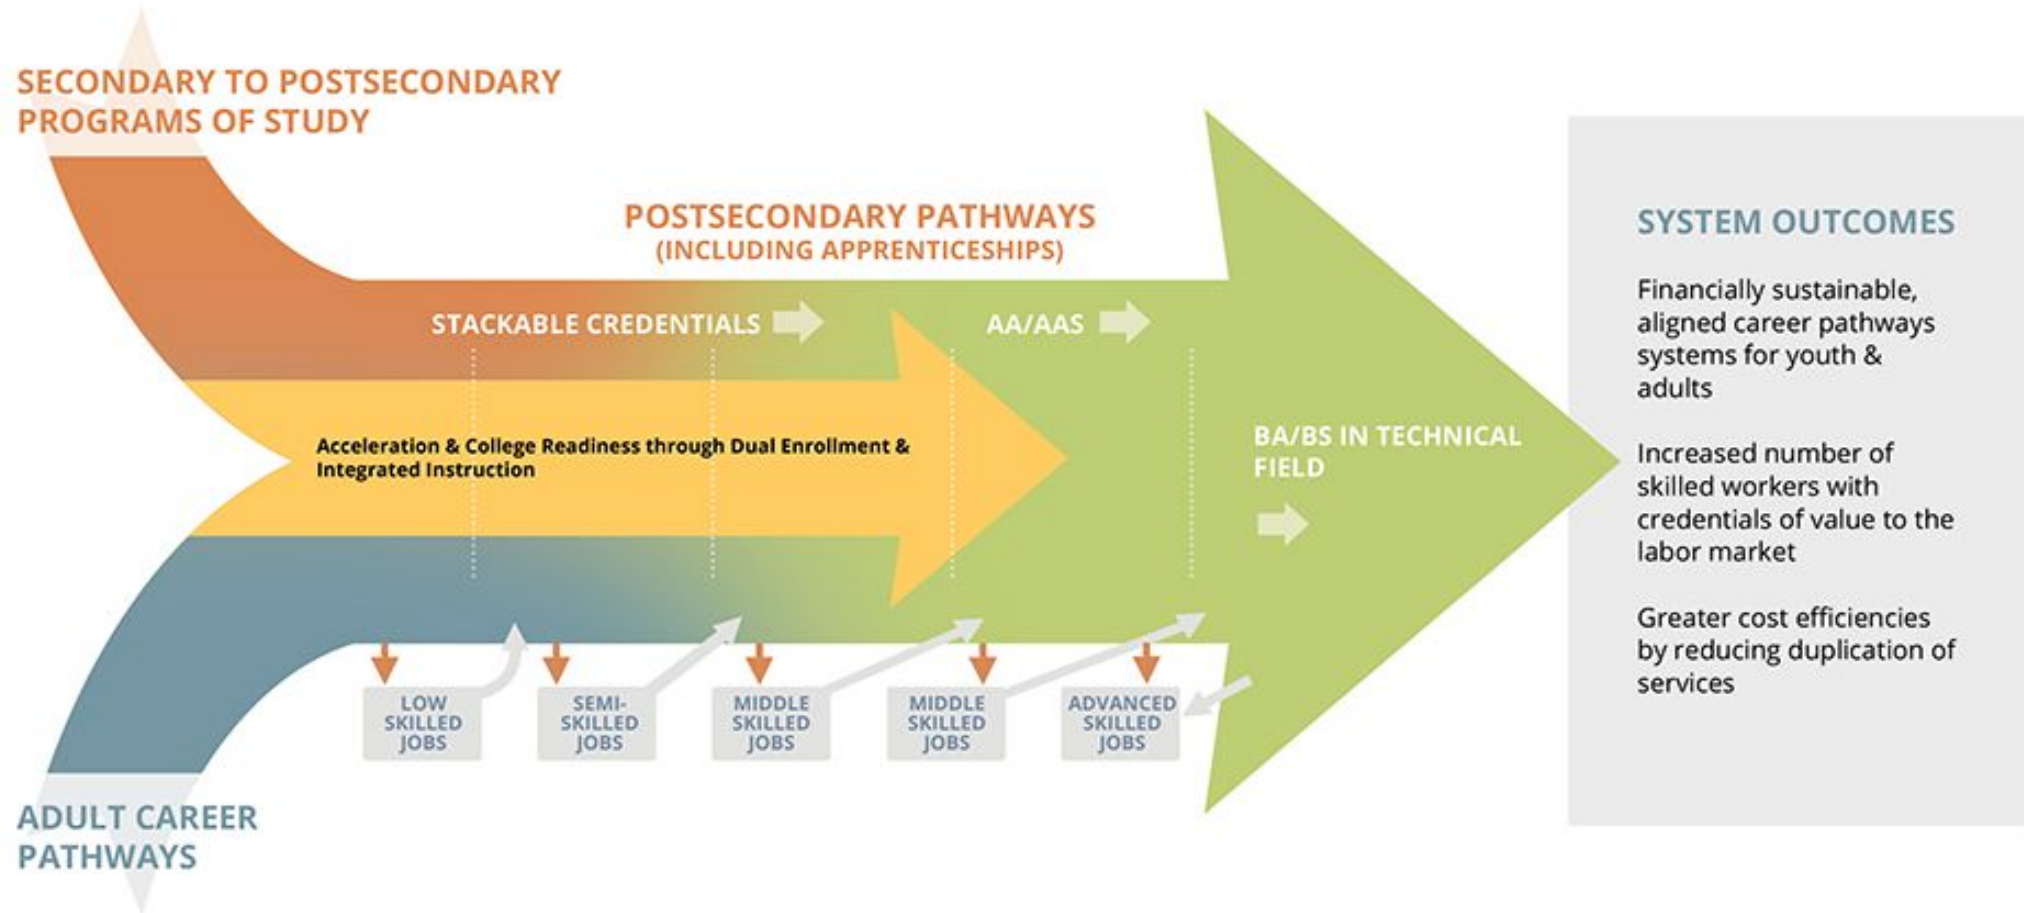 SECONDARY TO POSTSECONDARY
PROGRAMS OF STUDY
POSTSECONDARY PATHWAYS
(INCLUDING APPRENTICESHIPS)
STACKABLE CREDENTIALS
AA/AAS
Acceleration & College Readiness through Dual Enrollment &
Integrated Instruction
BA/BS IN TECHNICAL
FIELD
LOW
SKILLED
JOBS
SEMI-
SKILLED
JOBS
MIDDLE
SKILLED
JOBS
MIDDLE
SKILLED
JOBS
ADVANCED
SKILLED
JOBS
ADULT CAREER
PATHWAYS
SYSTEM OUTCOMES
Financially sustainable,
aligned career pathways
systems for youth &
adults
Increased number of
skilled workers with
credentials of value to the
labor market
Greater cost efficiencies
by reducing duplication of
services